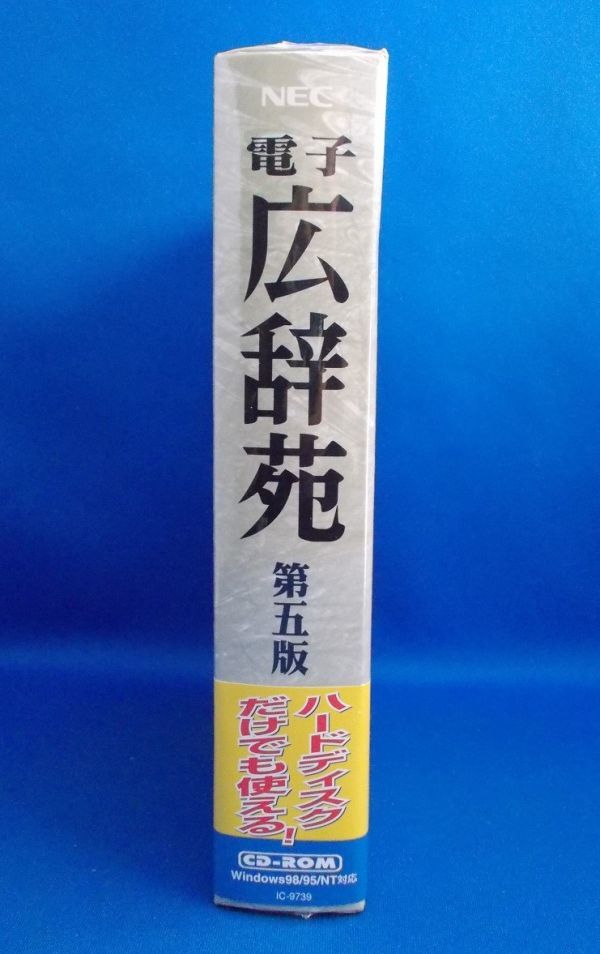 NEC
電子
広辞苑
第五版
ハードディスク
だけでも使える!
CD-ROM
Windows98/95/NT対応
IC-9739